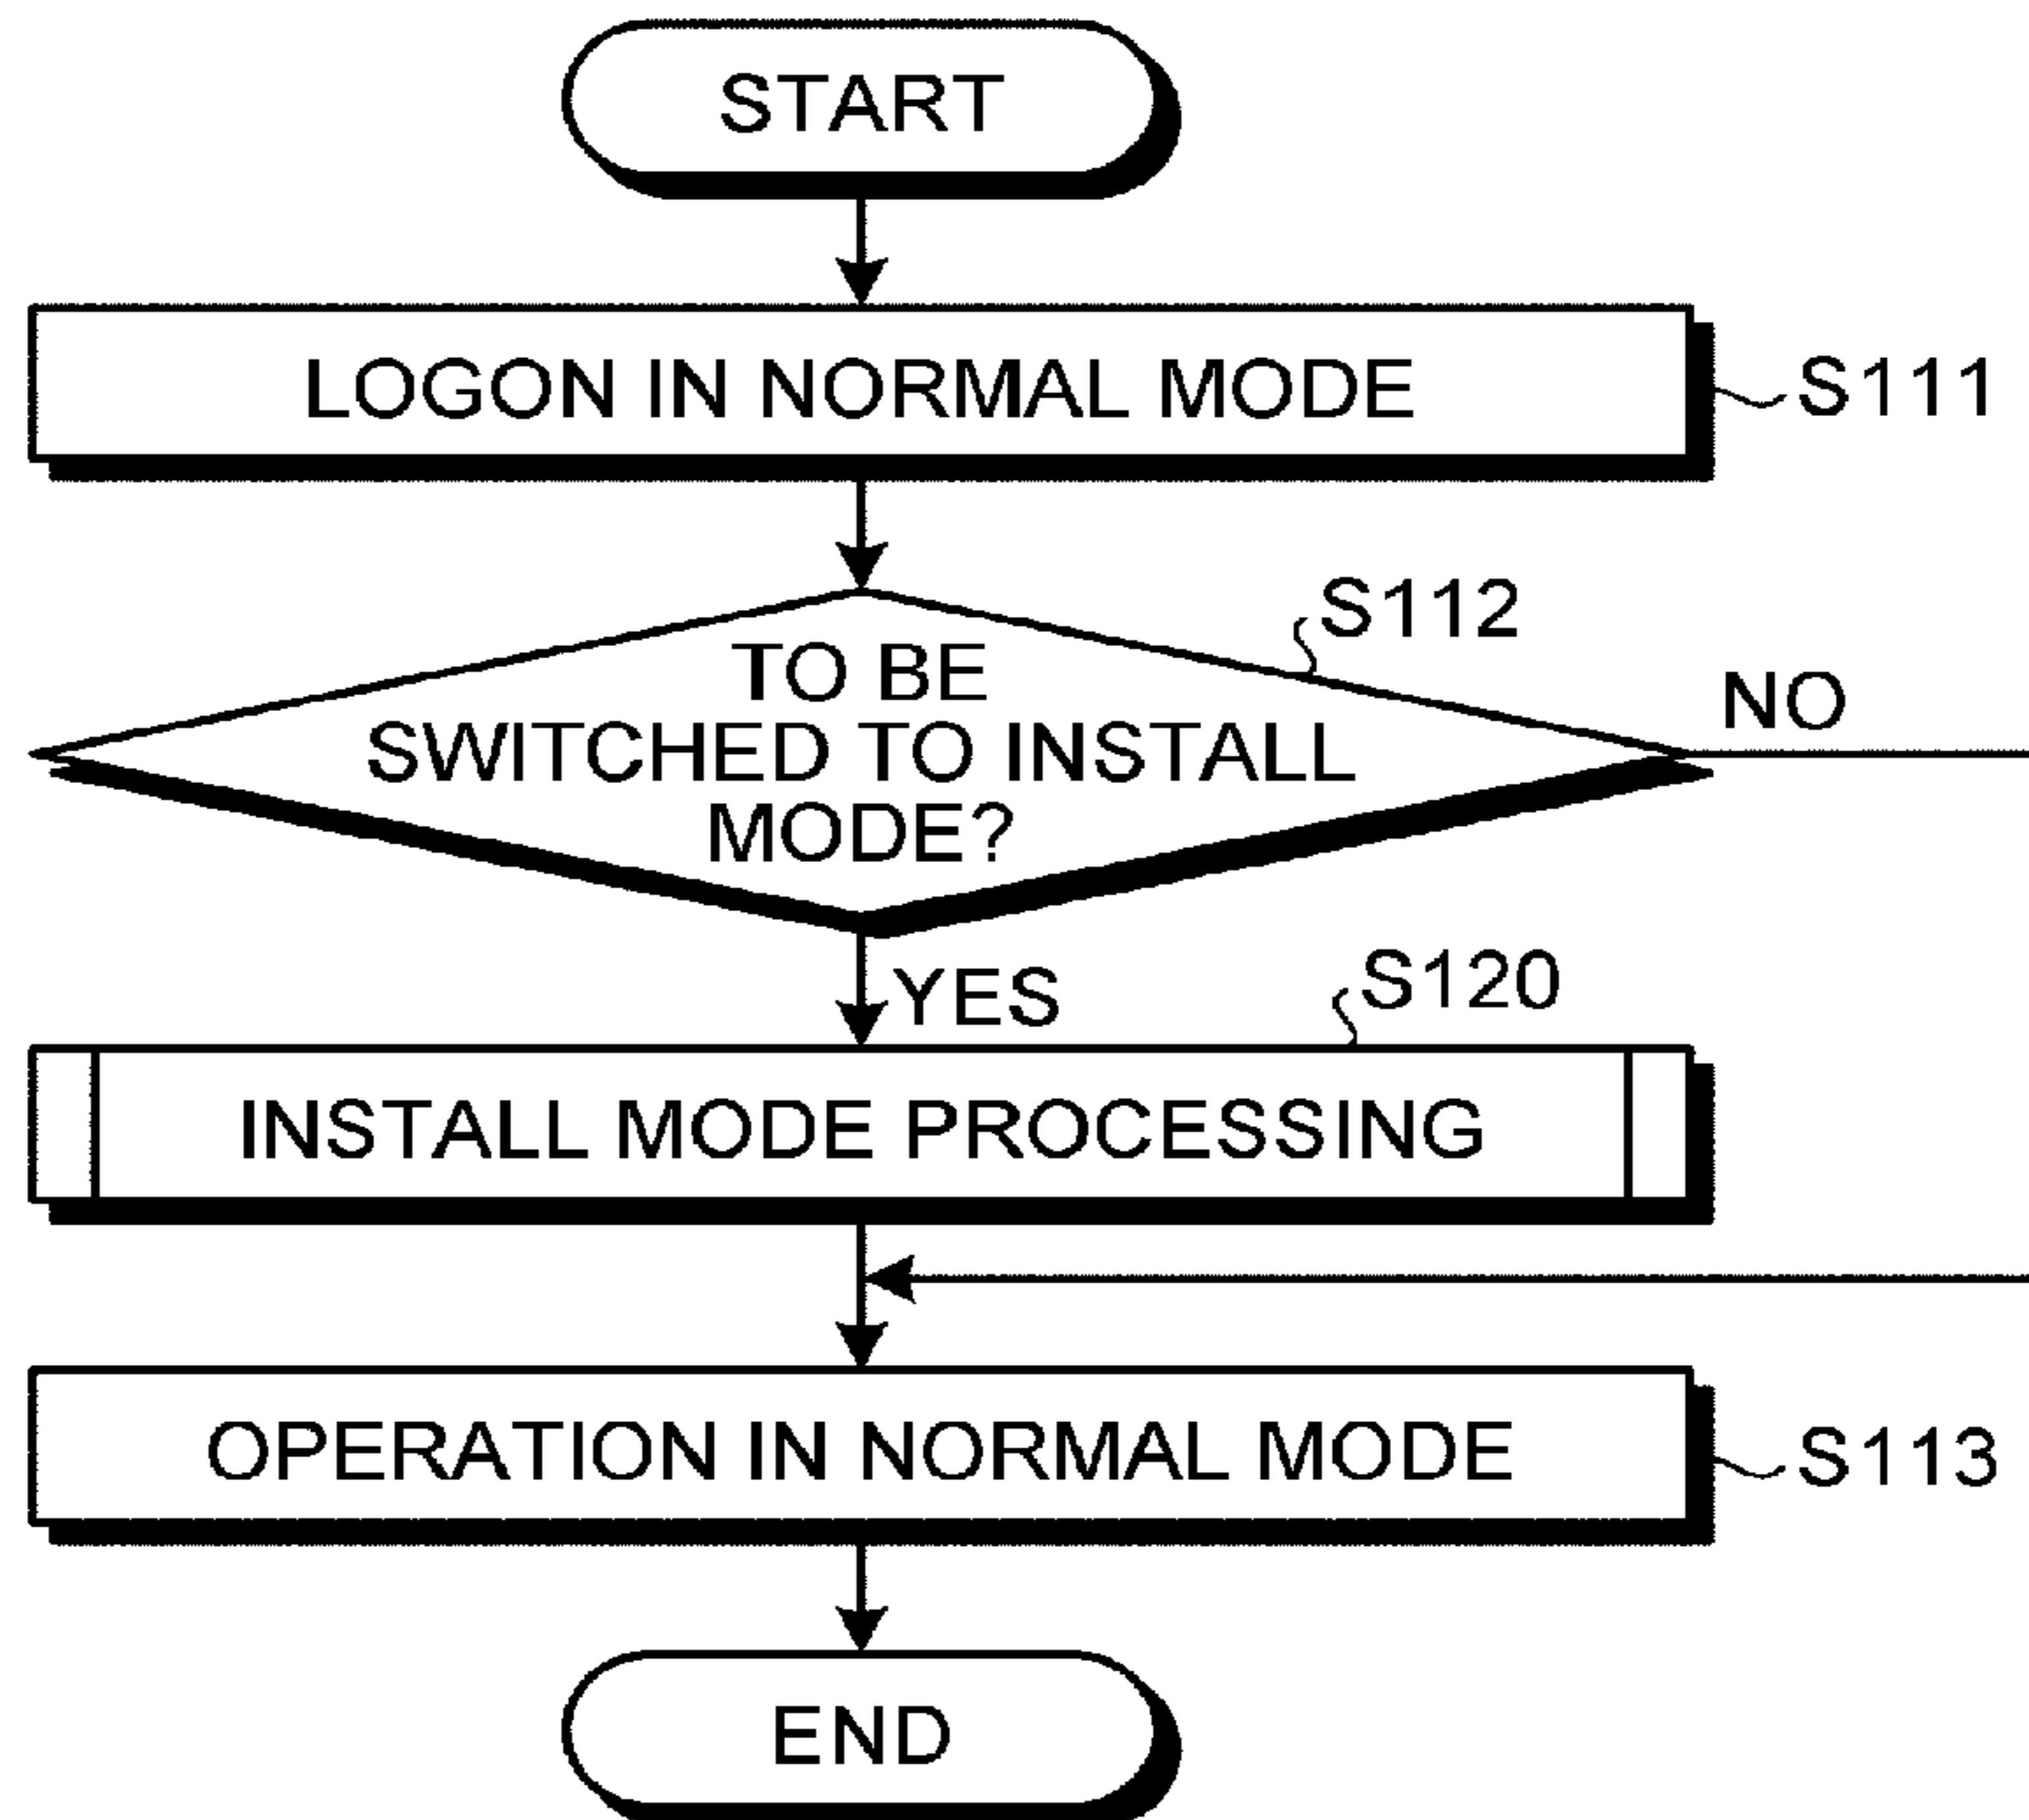 START
LOGON IN NORMAL MODE
S111
S112
TO BE
SWITCHED TO INSTALL
MODE?
NO
YES
S120
INSTALL MODE PROCESSING
OPERATION IN NORMAL MODE
S113
END